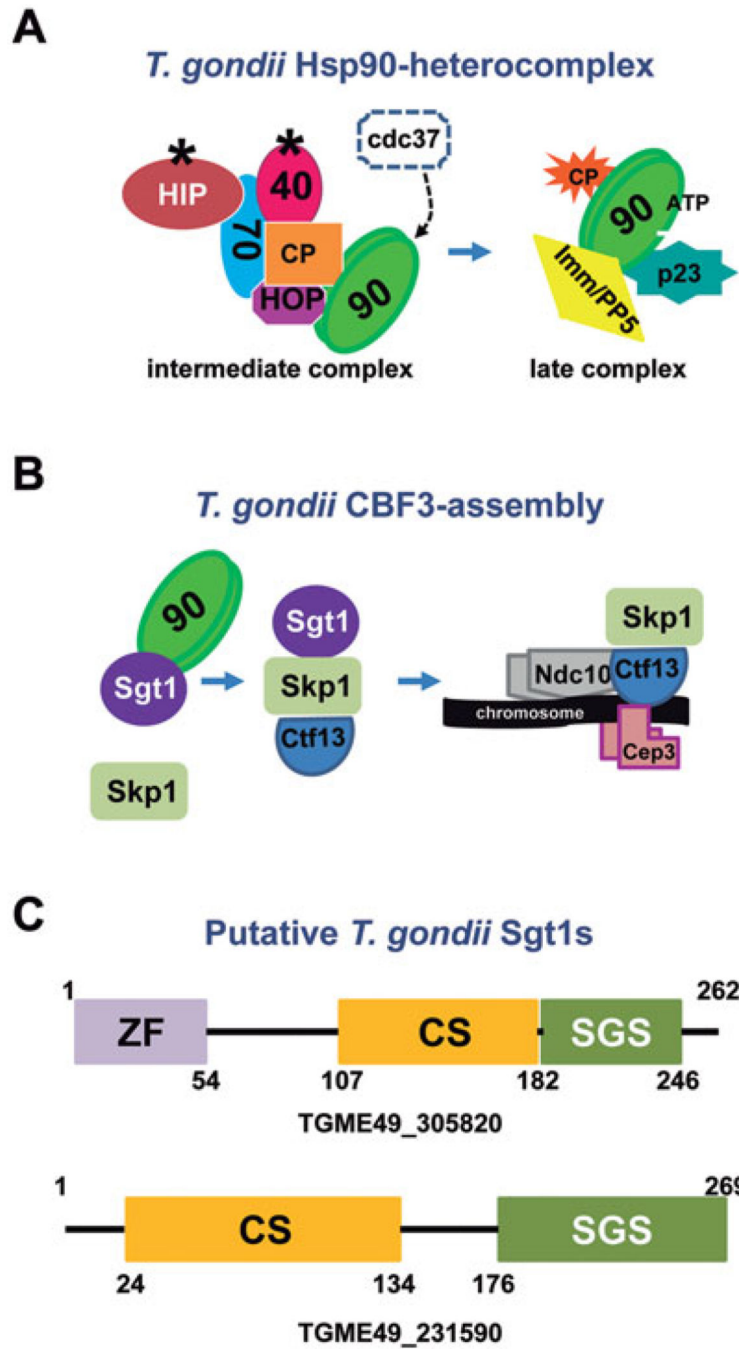 A
T. gondii Hsp90-heterocomplex
cdc37
* *
HIP
40
70
CP
HOP
90
intermediate complex
CP
90
ATP
Imm/PP5
p23
late complex
B
T. gondii CBF3-assembly
90
Sgt1
Skp1
Sgt1
Skp1
Ctf13
Skp1
Ndc10
Ctf13
chromosome
Cep3
C
Putative T. gondii Sgt1s
1
262
ZF
CS
SGS
54
107
182
246
TGME49_305820
1
269
CS
SGS
24
134
176
TGME49_231590